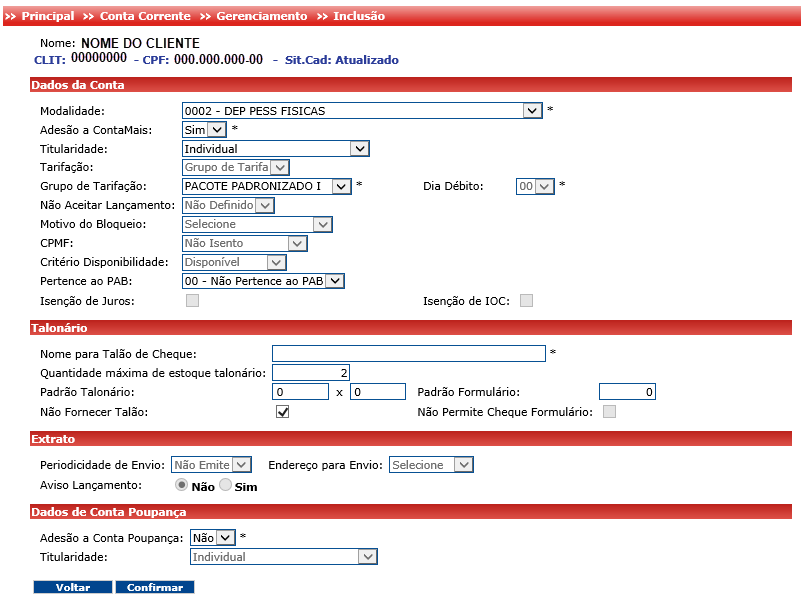 >> Principal >> Conta Corrente >> Gerenciamento >> Inclusão
Nome: NOME DO CLIENTE
CLIT: 00000000 - CPF: 000.000.000-00 - Sit.Cad: Atualizado
Dados da Conta
Modalidade: 0002 - DEP PESS FISICAS *
Adesão a ContaMais: Sim *
Titularidade: Individual
Tarifação: Grupo de Tarifa
Grupo de Tarifação: PACOTE PADRONIZADO I * Dia Débito: 00 *
Não Aceitar Lançamento: Não Definido
Motivo do Bloqueio: Selecione
CPMF: Não Isento
Critério Disponibilidade: Disponível
Pertence ao PAB: 00 - Não Pertence ao PAB
Isenção de Juros: Isenção de IOC:
Talonário
Nome para Talão de Cheque: *
Quantidade máxima de estoque talonário: 2
Padrão Talonário: 0 x 0 Padrão Formulário: 0
Não Fornecer Talão: Não Permite Cheque Formulário:
Extrato
Periodicidade de Envio: Não Emite Endereço para Envio: Selecione
Aviso Lançamento: Não Sim
Dados de Conta Poupança
Adesão a Conta Poupança: Não *
Titularidade: Individual
Voltar Confirmar